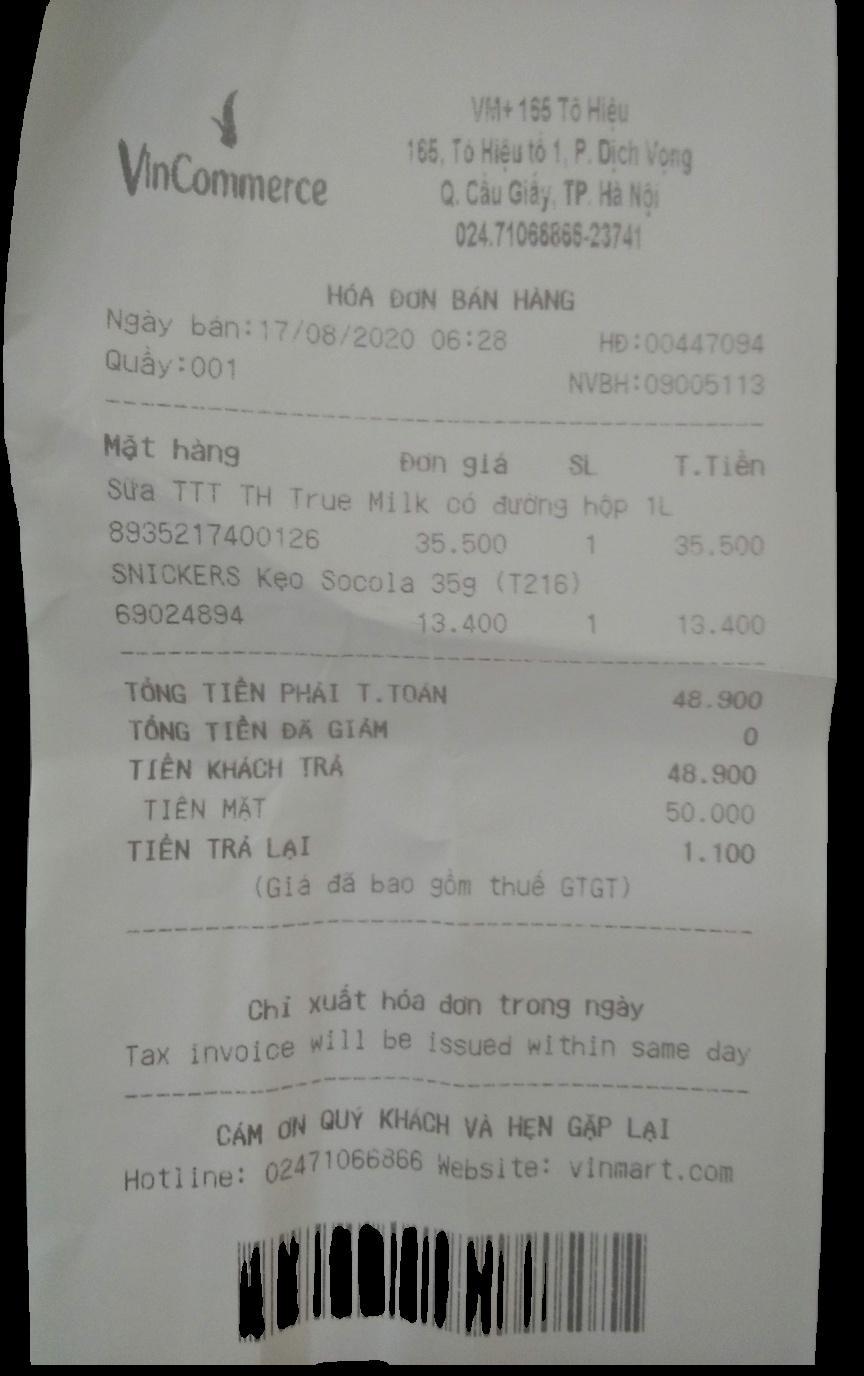 VinCommerce
VM+ 165 Tô Hiệu
165, Tô Hiệu tổ 1, P. Dịch Vọng
Q. Cầu Giấy, TP. Hà Nội
024.71066866-23741
HÓA ĐƠN BÁN HÀNG
Ngày bán:17/08/2020 06:28 HĐ:00447094
Quầy:001 NVBH:09005113
Mặt hàng Đơn giá SL T.Tiền
Sữa TTT TH True Milk có đường hộp 1L
8935217400126 35.500 1 35.500
SNICKERS Kẹo Socola 35g (T216)
69024894 13.400 1 13.400
TỔNG TIỀN PHẢI T.TOÁN 48.900
TỔNG TIỀN ĐÃ GIẢM 0
TIỀN KHÁCH TRẢ 48.900
TIỀN MẶT 50.000
TIỀN TRẢ LẠI 1.100
(Giá đã bao gồm thuế GTGT)
Chỉ xuất hóa đơn trong ngày
Tax invoice will be issued within same day
CẢM ƠN QUÝ KHÁCH VÀ HẸN GẶP LẠI
Hotline: 02471066866 Website: vinmart.com